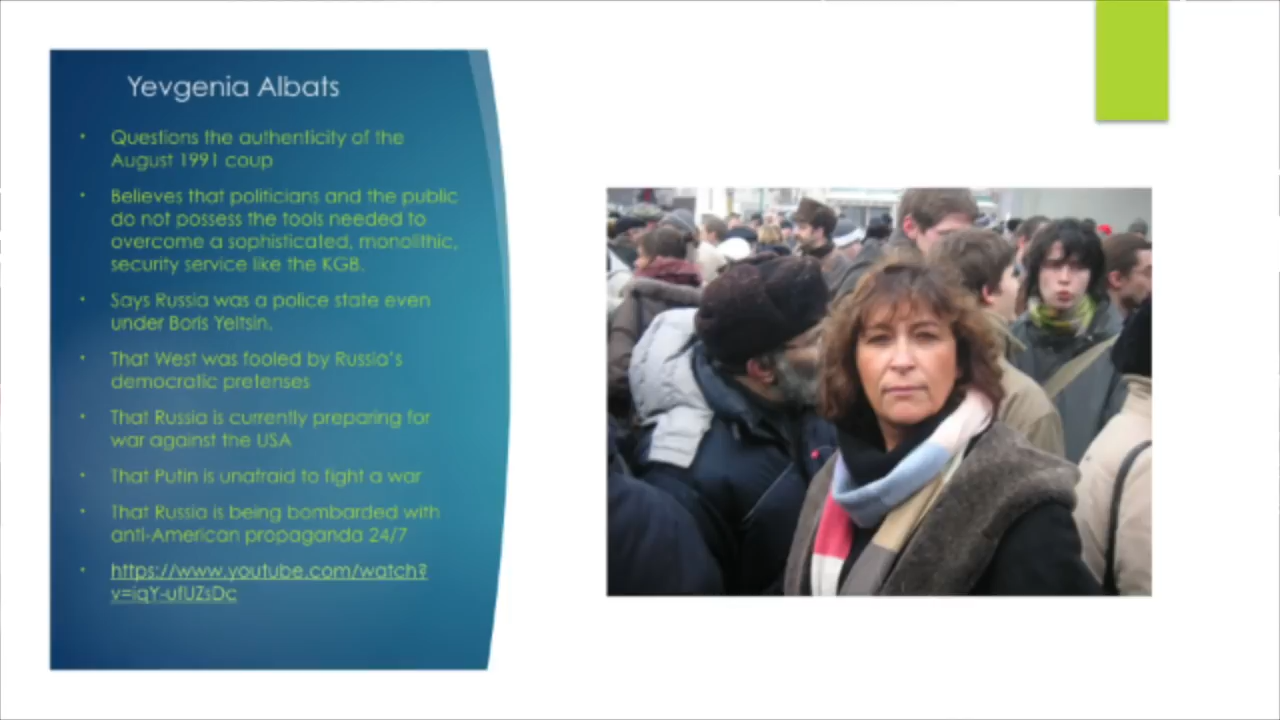 Yevgenia Albats
• Questions the authenticity of the
August 1991 coup
• Believes that politicians and the public
do not possess the tools needed to
overcome a sophisticated, monolithic,
security service like the KGB.
• Says Russia was a police state even
under Boris Yeltsin.
• That West was fooled by Russia's
democratic pretenses
• That Russia is currently preparing for
war against the USA
• That Putin is unafraid to fight a war
• That Russia is being bombarded with
anti-American propaganda 24/7
• https://www.youtube.com/watch?
v=iqY-ufUZsDc